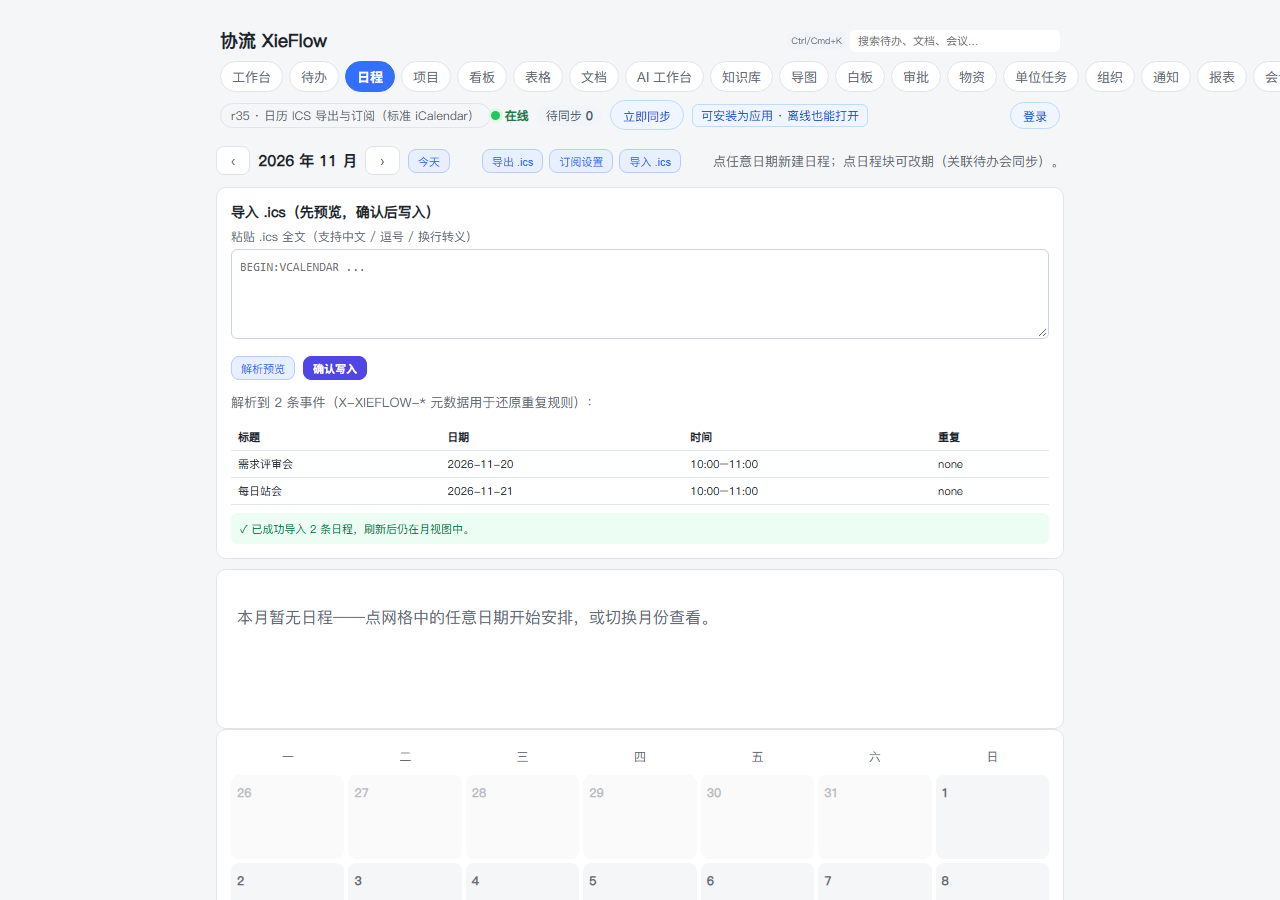 协流 XieFlow
Ctrl/Cmd+K 搜索待办、文档、会议…
工作台 待办 日程 项目 看板 表格 文档 AI 工作台 知识库 导图 白板 审批 物资 单位任务 组织 通知 报表 会
r35 · 日历 ICS 导出与订阅（标准 iCalendar） 在线 待同步 0 立即同步 可安装为应用 · 离线也能打开 登录
‹ 2026 年 11 月 › 今天 导出 .ics 订阅设置 导入 .ics 点任意日期新建日程；点日程块可改期（关联待办会同步）。
导入 .ics（先预览，确认后写入）
粘贴 .ics 全文（支持中文 / 逗号 / 换行转义）
BEGIN:VCALENDAR ...
解析预览 确认写入
解析到 2 条事件（X-XIEFLOW-* 元数据用于还原重复规则）：
标题 日期 时间 重复
需求评审会 2026-11-20 10:00–11:00 none
每日站会 2026-11-21 10:00–11:00 none
✓ 已成功导入 2 条日程，刷新后仍在月视图中。
本月暂无日程——点网格中的任意日期开始安排，或切换月份查看。
一 二 三 四 五 六 日
26 27 28 29 30 31 1
2 3 4 5 6 7 8